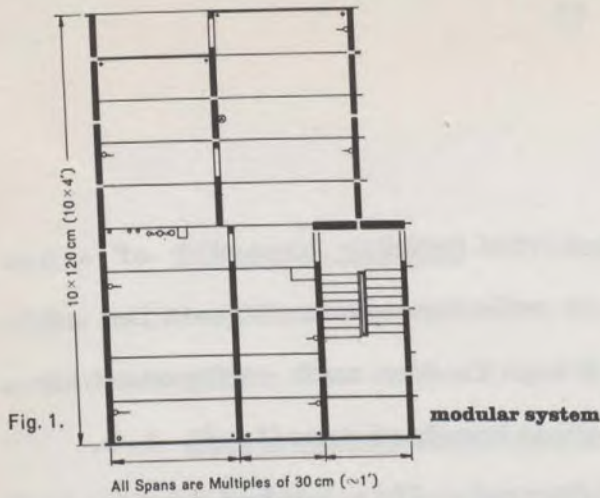 10×120 cm (10×4')
Fig. 1.
modular system
All Spans are Multiples of 30 cm (∼1')